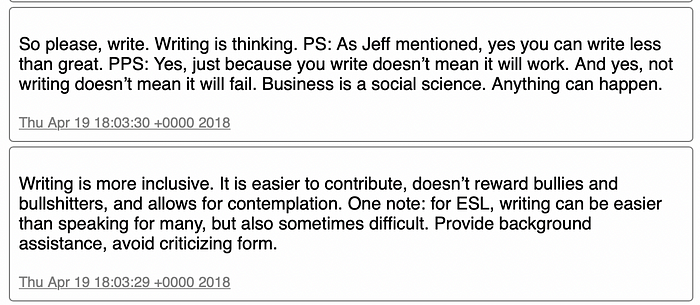 So please, write. Writing is thinking. PS: As Jeff mentioned, yes you can write less
than great. PPS: Yes, just because you write doesn’t mean it will work. And yes, not
writing doesn’t mean it will fail. Business is a social science. Anything can happen.
Thu Apr 19 18:03:30 +0000 2018
Writing is more inclusive. It is easier to contribute, doesn’t reward bullies and
bullshitters, and allows for contemplation. One note: for ESL, writing can be easier
than speaking for many, but also sometimes difficult. Provide background
assistance, avoid criticizing form.
Thu Apr 19 18:03:29 +0000 2018